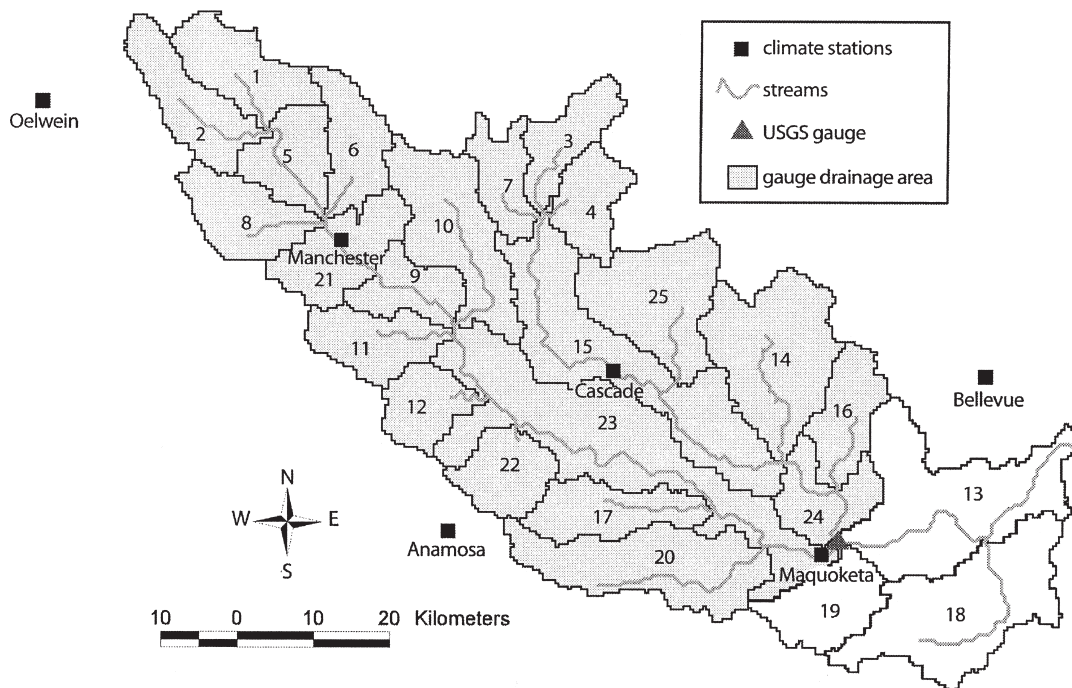 climate stations
streams
USGS gauge
gauge drainage area
Oelwein
1
2
5
6
3
7
4
8
10
Manchester
21
9
25
15
14
11
Cascade
Bellevue
12
23
16
22
13
17
24
Anamosa
20
Maquoketa
19
18
N
W
E
S
10 0 10 20 Kilometers